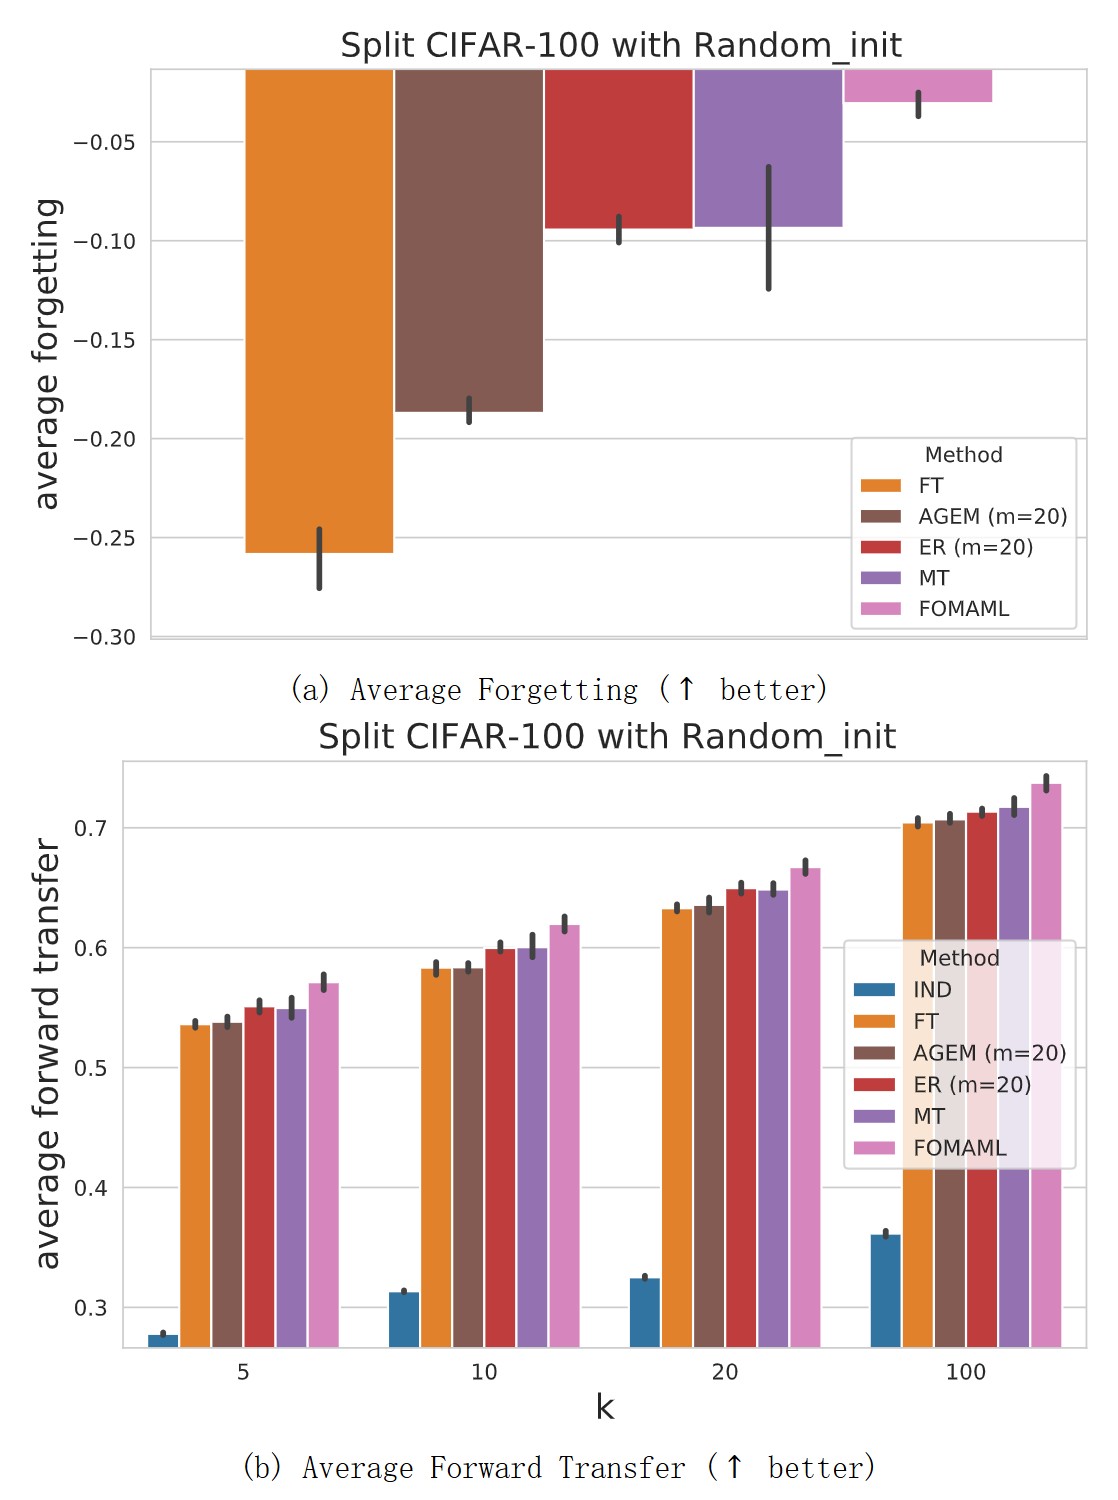 Split CIFAR-100 with Random_init
average forgetting
−0.05
−0.10
−0.15
−0.20
−0.25
−0.30
Method
FT
AGEM (m=20)
ER (m=20)
MT
FOMAML
(a) Average Forgetting (↑ better)
Split CIFAR-100 with Random_init
average forward transfer
0.7
0.6
0.5
0.4
0.3
Method
IND
FT
AGEM (m=20)
ER (m=20)
MT
FOMAML
5 10 20 100
k
(b) Average Forward Transfer (↑ better)